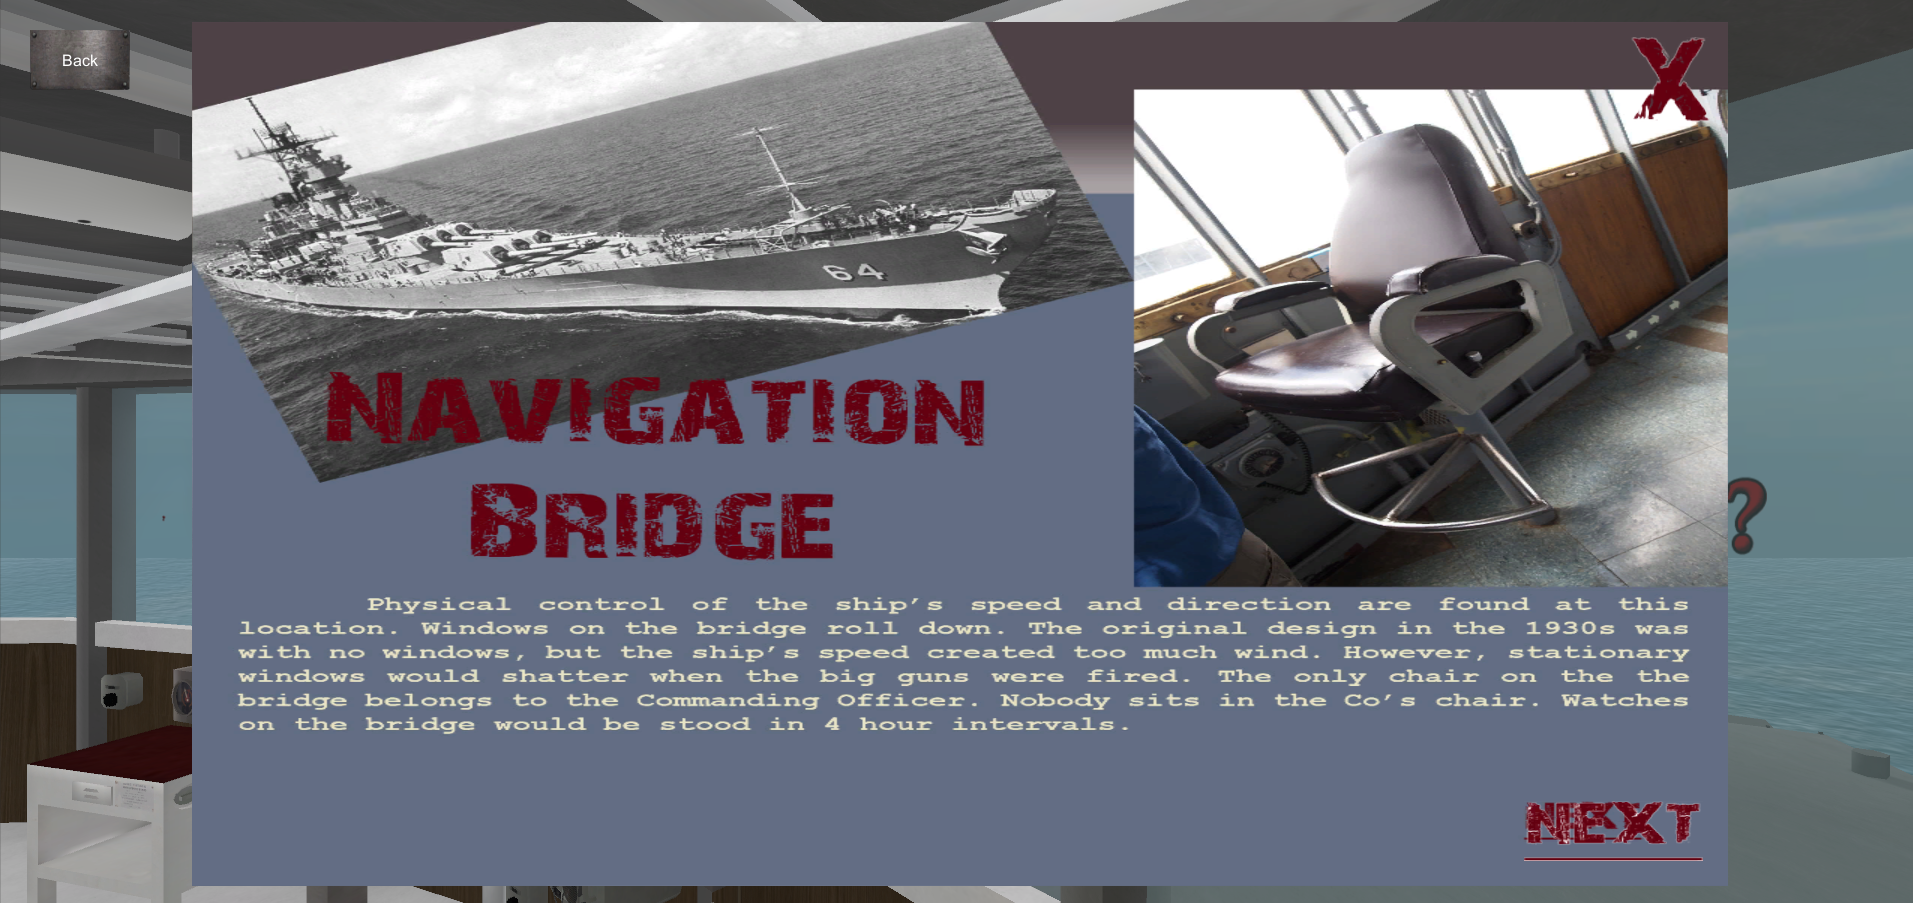 Back
X
64
NAVIGATION
BRIDGE
Physical control of the ship's speed and direction are found at this
location. Windows on the bridge roll down. The original design in the 1930s was
with no windows, but the ship's speed created too much wind. However, stationary
windows would shatter when the big guns were fired. The only chair on the the
bridge belongs to the Commanding Officer. Nobody sits in the Co's chair. Watches
on the bridge would be stood in 4 hour intervals.
?
NEXT